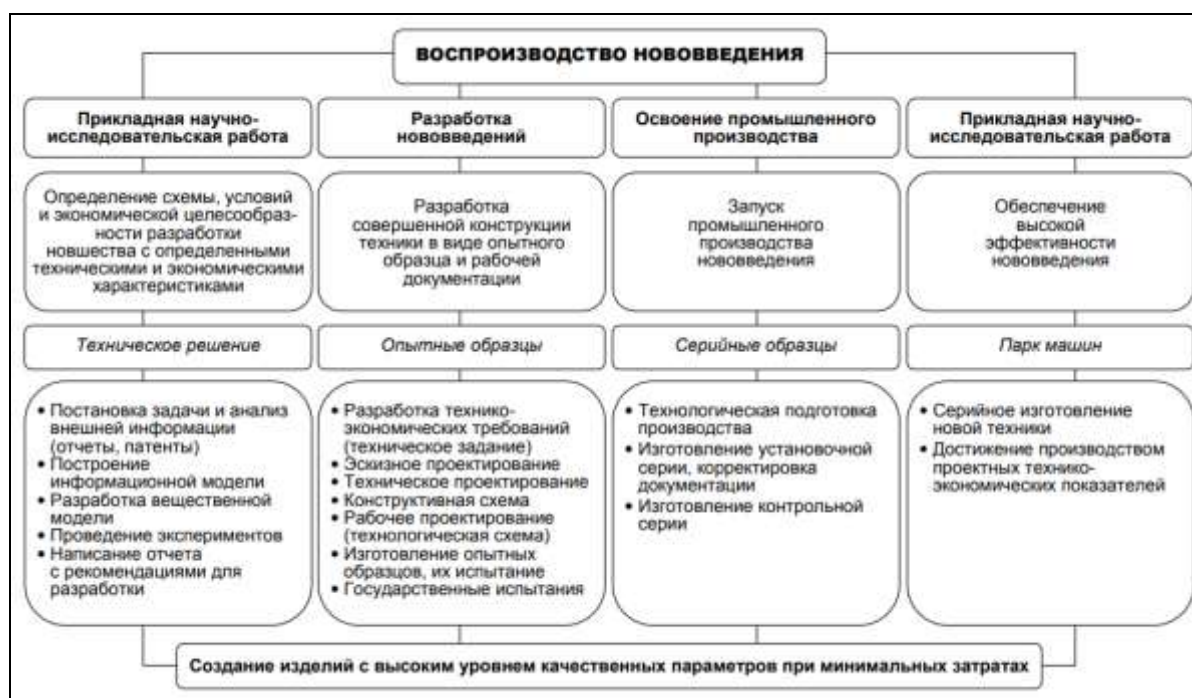 ВОСПРОИЗВОДСТВО НОВОВВЕДЕНИЯ
Прикладная научно-
исследовательская работа
Определение схемы, условий
и экономической целесообраз-
ности разработки
новшества с определенными
техническими и экономическими
характеристиками
Техническое решение
• Постановка задачи и анализ
внешней информации
(отчеты, патенты)
• Построение
информационной модели
• Разработка вещественной
модели
• Проведение экспериментов
• Написание отчета
с рекомендациями для
разработки
Разработка
нововведений
Разработка
совершенной конструкции
техники в виде опытного
образца и рабочей
документации
Опытные образцы
• Разработка технико-
экономических требований
(техническое задание)
• Эскизное проектирование
• Техническое проектирование
• Конструктивная схема
• Рабочее проектирование
(технологическая схема)
• Изготовление опытных
образцов, их испытание
• Государственные испытания
Освоение промышленного
производства
Запуск
промышленного
производства
нововведения
Серийные образцы
• Технологическая подготовка
производства
• Изготовление установочной
серии, корректировка
документации
• Изготовление контрольной
серии
Прикладная научно-
исследовательская работа
Обеспечение
высокой
эффективности
нововведения
Парк машин
• Серийное изготовление
новой техники
• Достижение производством
проектных технико-
экономических показателей
Создание изделий с высоким уровнем качественных параметров при минимальных затратах